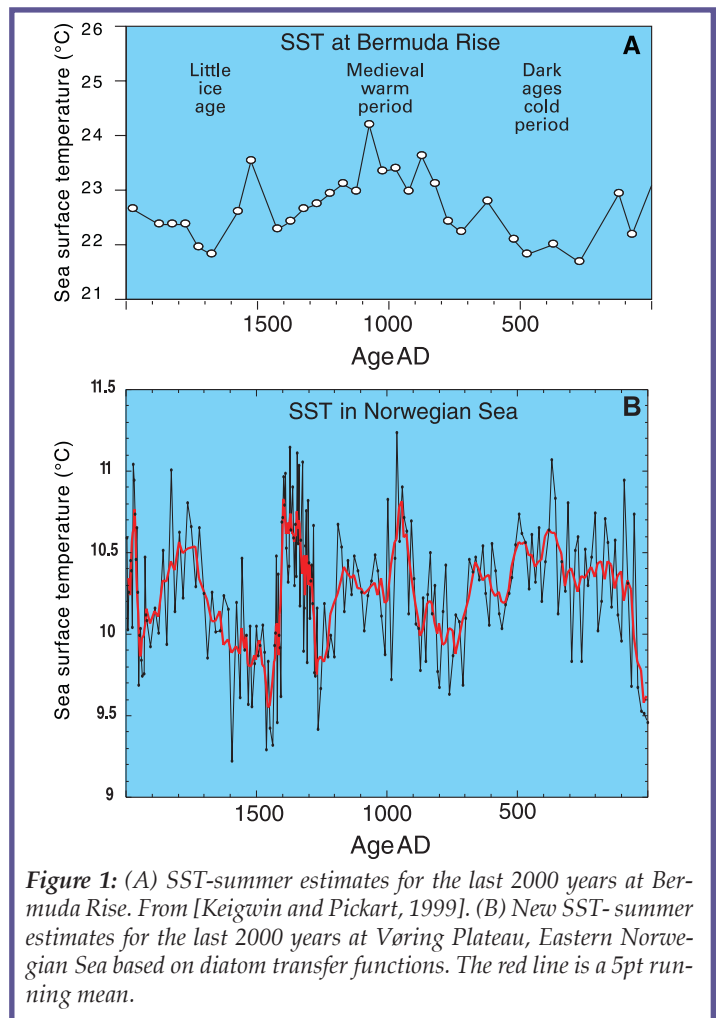 26
25
24
23
22
21
Sea surface temperature (°C)
SST at Bermuda Rise
A
Little
ice
age
Medieval
warm
period
Dark
ages
cold
period
1500
1000
500
Age AD
11.5
11
10.5
10
9.5
9
Sea surface temperature (°C)
SST in Norwegian Sea
B
1500
1000
500
Age AD
Figure 1: (A) SST-summer estimates for the last 2000 years at Ber-
muda Rise. From [Keigwin and Pickart, 1999]. (B) New SST- summer
estimates for the last 2000 years at Vøring Plateau, Eastern Norwe-
gian Sea based on diatom transfer functions. The red line is a 5pt run-
ning mean.